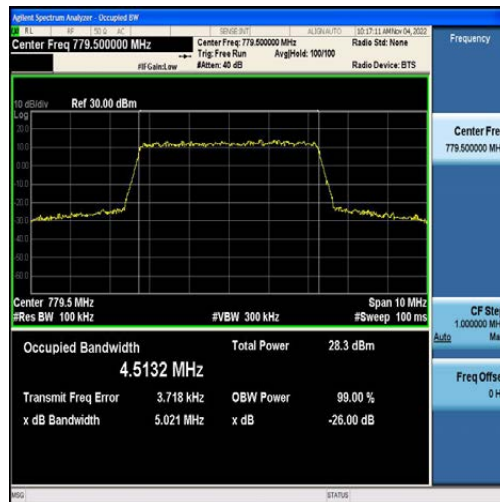 Agilent Spectrum Analyzer - Occupied BW
RL RF 50 Ω AC SENSE:INT ALIGN AUTO 10:17:11 AM Nov 04, 2022
Center Freq 779.500000 MHz
Center Freq: 779.500000 MHz
Radio Std: None
Trig: Free Run Avg|Hold: 100/100
#IFGain:Low
#Atten: 40 dB
Radio Device: BTS
Frequency
10 dB/div Ref 30.00 dBm
Log
20.0
10.0
0.00
-10.0
-20.0
-30.0
-40.0
-50.0
-60.0
Center Fre
779.500000 MH
Center 779.5 MHz
Span 10 MHz
#Res BW 100 kHz
#VBW 300 kHz
#Sweep 100 ms
CF Step
1.000000 MH
Auto Ma
Occupied Bandwidth
Total Power 28.3 dBm
4.5132 MHz
Transmit Freq Error 3.718 kHz
OBW Power 99.00 %
x dB Bandwidth 5.021 MHz
x dB -26.00 dB
Freq Offse
0 H
MSG
STATUS